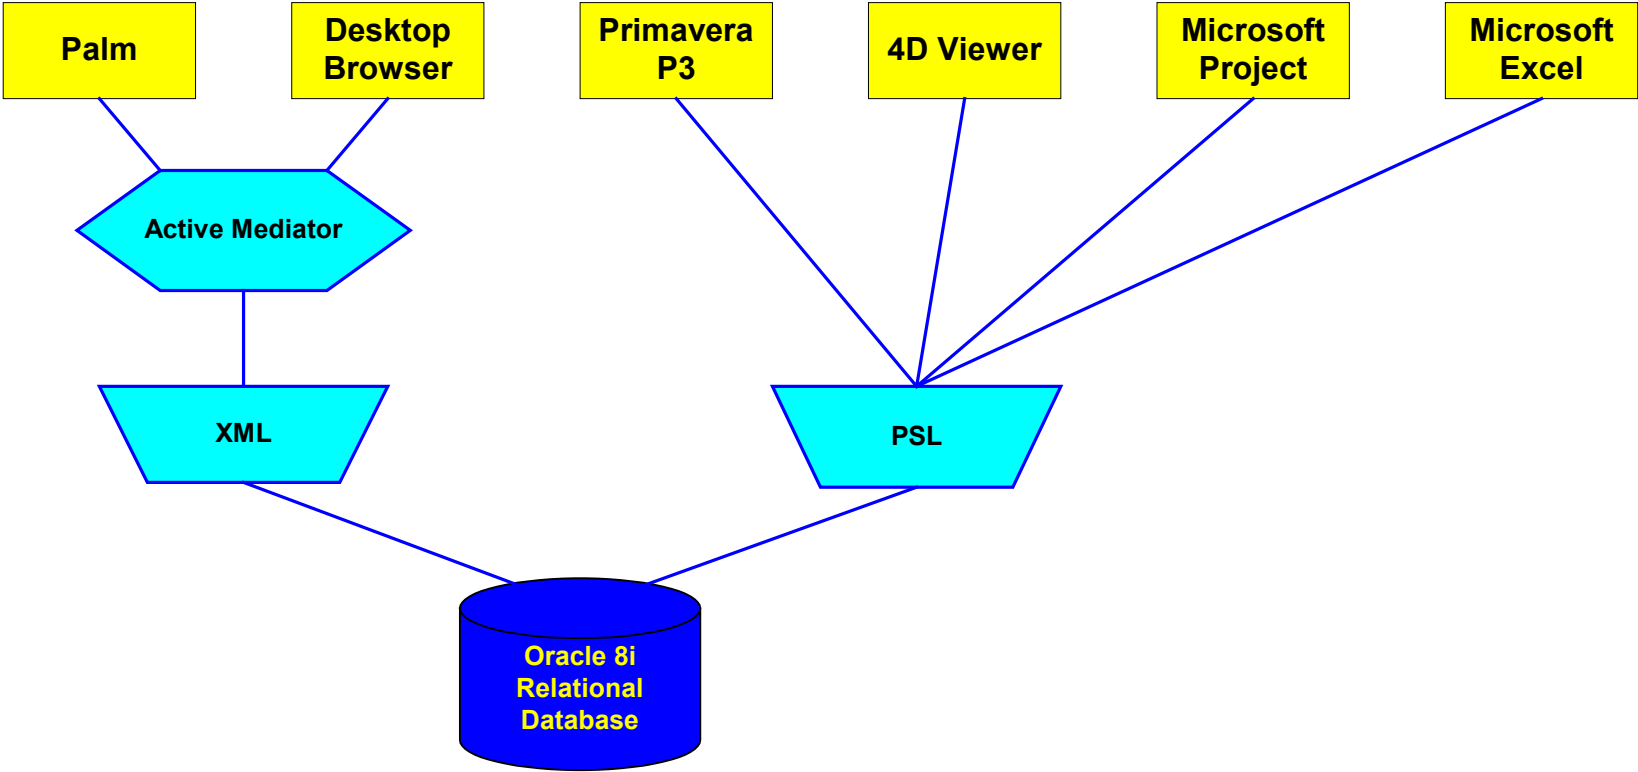 Palm
Desktop
Browser
Primavera
P3
4D Viewer
Microsoft
Project
Microsoft
Excel
Active Mediator
XML
PSL
Oracle 8i
Relational
Database